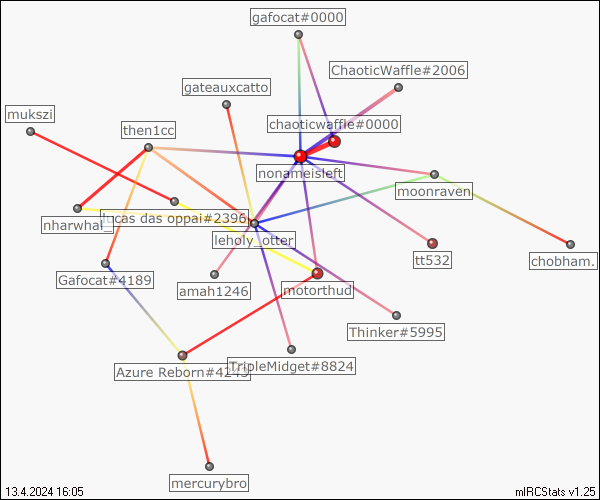 gafocat#0000
ChaoticWaffle#2006
gateauxcatto
mukszi
chaoticwaffle#0000
then1cc
nonameisleft
moonraven
lucas das oppai#2396
nharwhal_
leholy_otter
chobham.
tt532
Gafocat#4189
amah1246
motorthud
Thinker#5995
TripleMidget#8824
Azure Reborn#4243
mercurybro
13.4.2024 16:05
mIRCStats v1.25